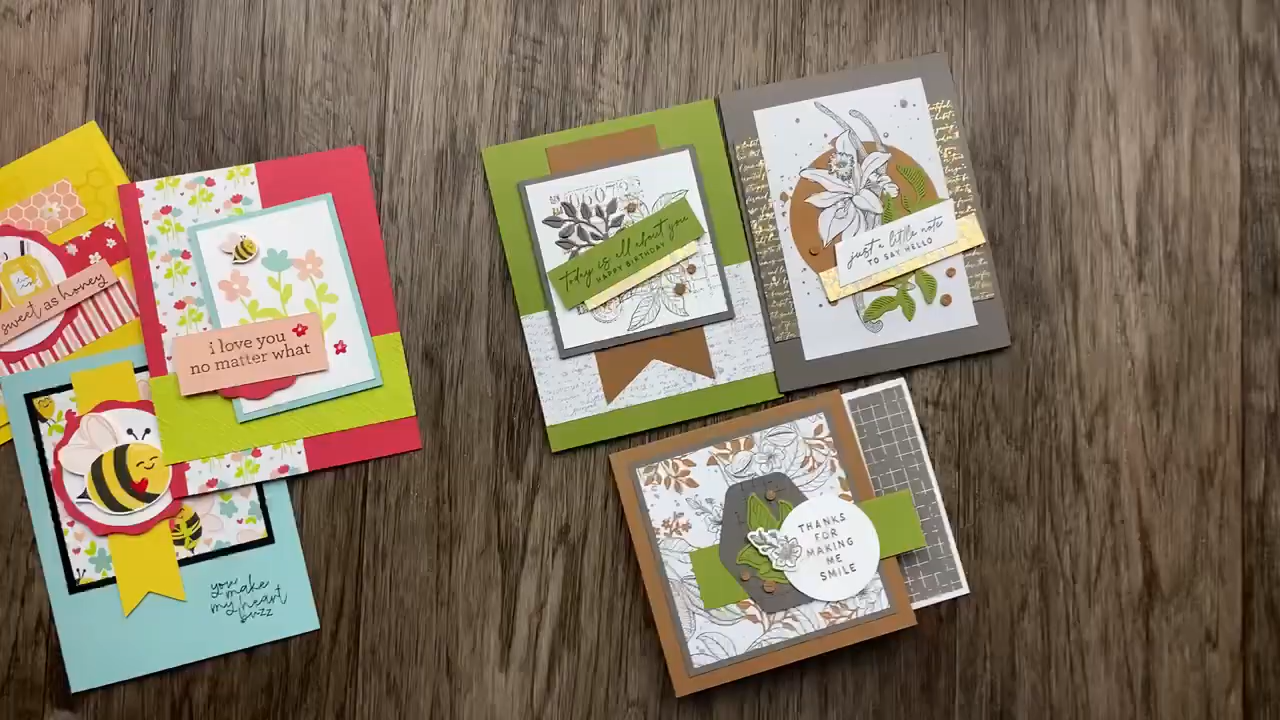 sweet as honey
i love you
no matter what
you make
my heart
buzz
today is all about you
HAPPY BIRTHDAY
just a little note
TO SAY HELLO
THANKS
FOR
MAKING
ME
SMILE